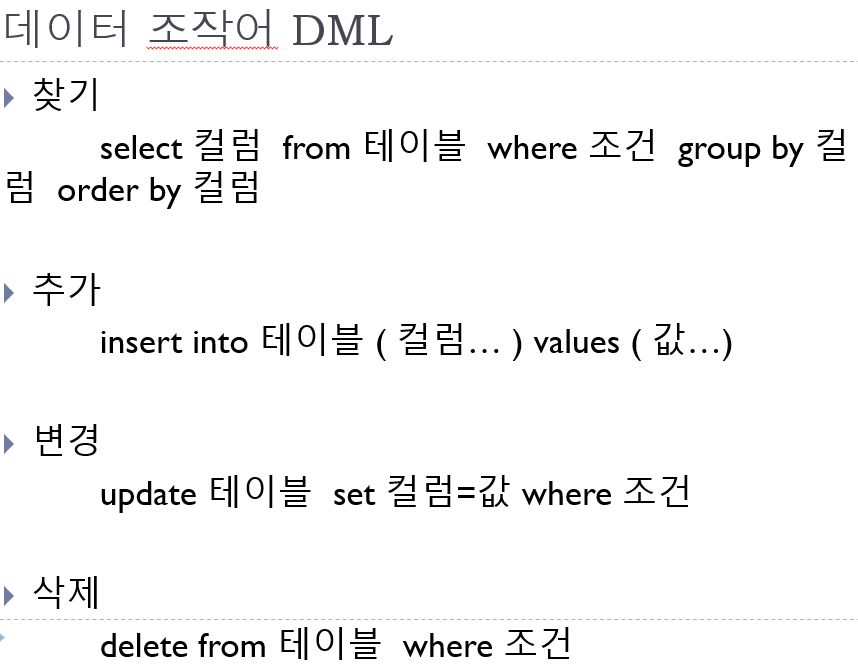 데이터 조작어 DML
찾기
select 컬럼 from 테이블 where 조건 group by 컬
럼 order by 컬럼
추가
insert into 테이블 ( 컬럼… ) values ( 값…)
변경
update 테이블 set 컬럼=값 where 조건
삭제
delete from 테이블 where 조건